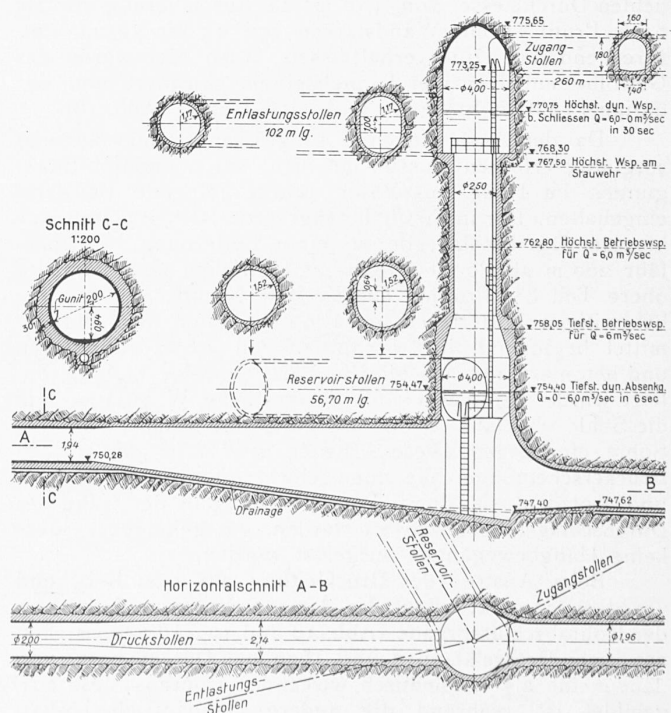 775,65
1,60
Zugang-
Stollen
1,80
773,25
260 m
1,40
ø4,00
1,17
Entlastungsstollen
102 m lg.
1,17
1,00
770,75 Höchst. dyn. Wsp.
b. Schliessen Q = 6,0-0 m³/sec
in 30 sec
768,30
767,50 Höchst. Wsp. am
Stauwehr
ø2,50
Schnitt C-C
1:200
762,80 Höchst. Betriebswsp.
für Q = 6,0 m³/sec
Gunit 2,00
0,94
30
1,52
0,64
1,52
758,05 Tiefst. Betriebswsp.
für Q = 6 m³/sec
Reservoirstollen
56,70 m lg.
754,47
ø4,00
754,40 Tiefst. dyn. Absenkg.
Q = 0 - 6,0 m³/sec in 6 sec
C
A
1,94
750,28
B
C
Drainage
747,40
747,62
Reservoir-
Stollen
Zugangstollen
Horizontalschnitt A-B
ø2,00
Druckstollen
2,14
ø1,96
Entlastungs-
Stollen